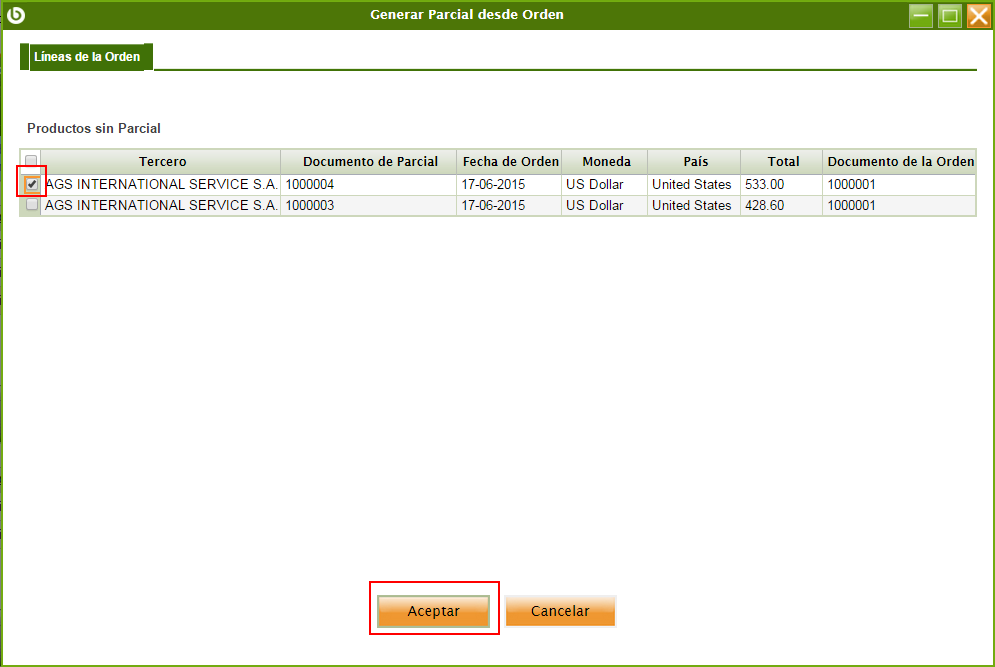 Generar Parcial desde Orden
Líneas de la Orden
Productos sin Parcial
Tercero Documento de Parcial Fecha de Orden Moneda País Total Documento de la Orden
AGS INTERNATIONAL SERVICE S.A. 1000004 17-06-2015 US Dollar United States 533.00 1000001
AGS INTERNATIONAL SERVICE S.A. 1000003 17-06-2015 US Dollar United States 428.60 1000001
Aceptar Cancelar